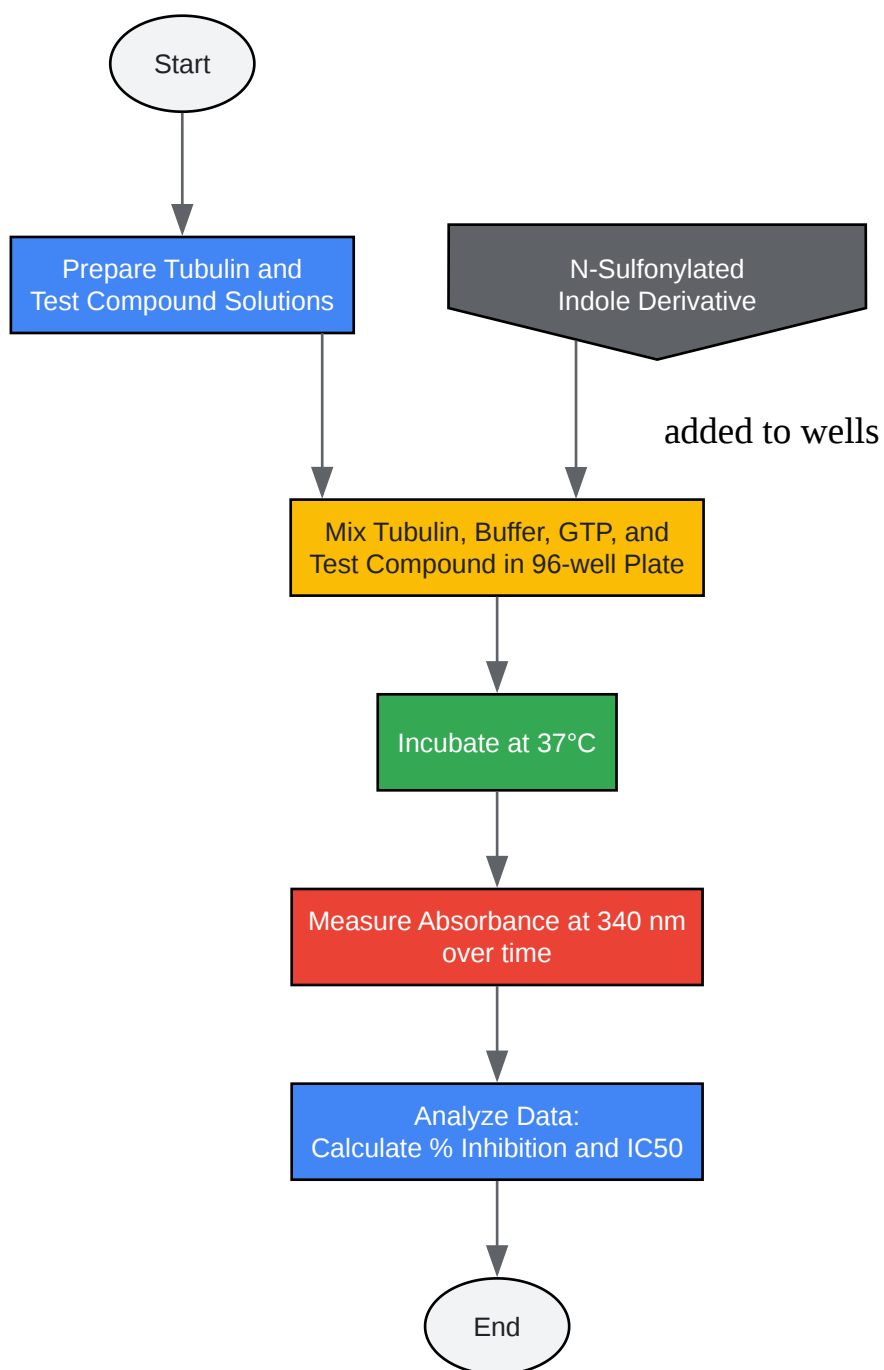 Start
Prepare Tubulin and
Test Compound Solutions
N-Sulfonylated
Indole Derivative
added to wells
Mix Tubulin, Buffer, GTP, and
Test Compound in 96-well Plate
Incubate at 37°C
Measure Absorbance at 340 nm
over time
Analyze Data:
Calculate % Inhibition and IC50
End